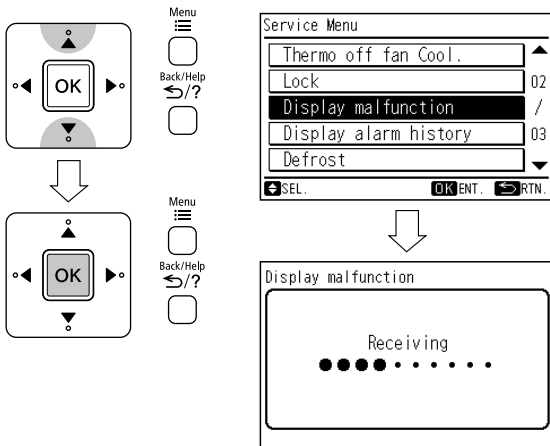 Menu
OK
Back/Help
/?
Service Menu
Thermo off fan Cool.
Lock
Display malfunction
Display alarm history
Defrost
02
/
03
SEL.
OK ENT.
RTN.
Menu
OK
Back/Help
/?
Display malfunction
Receiving